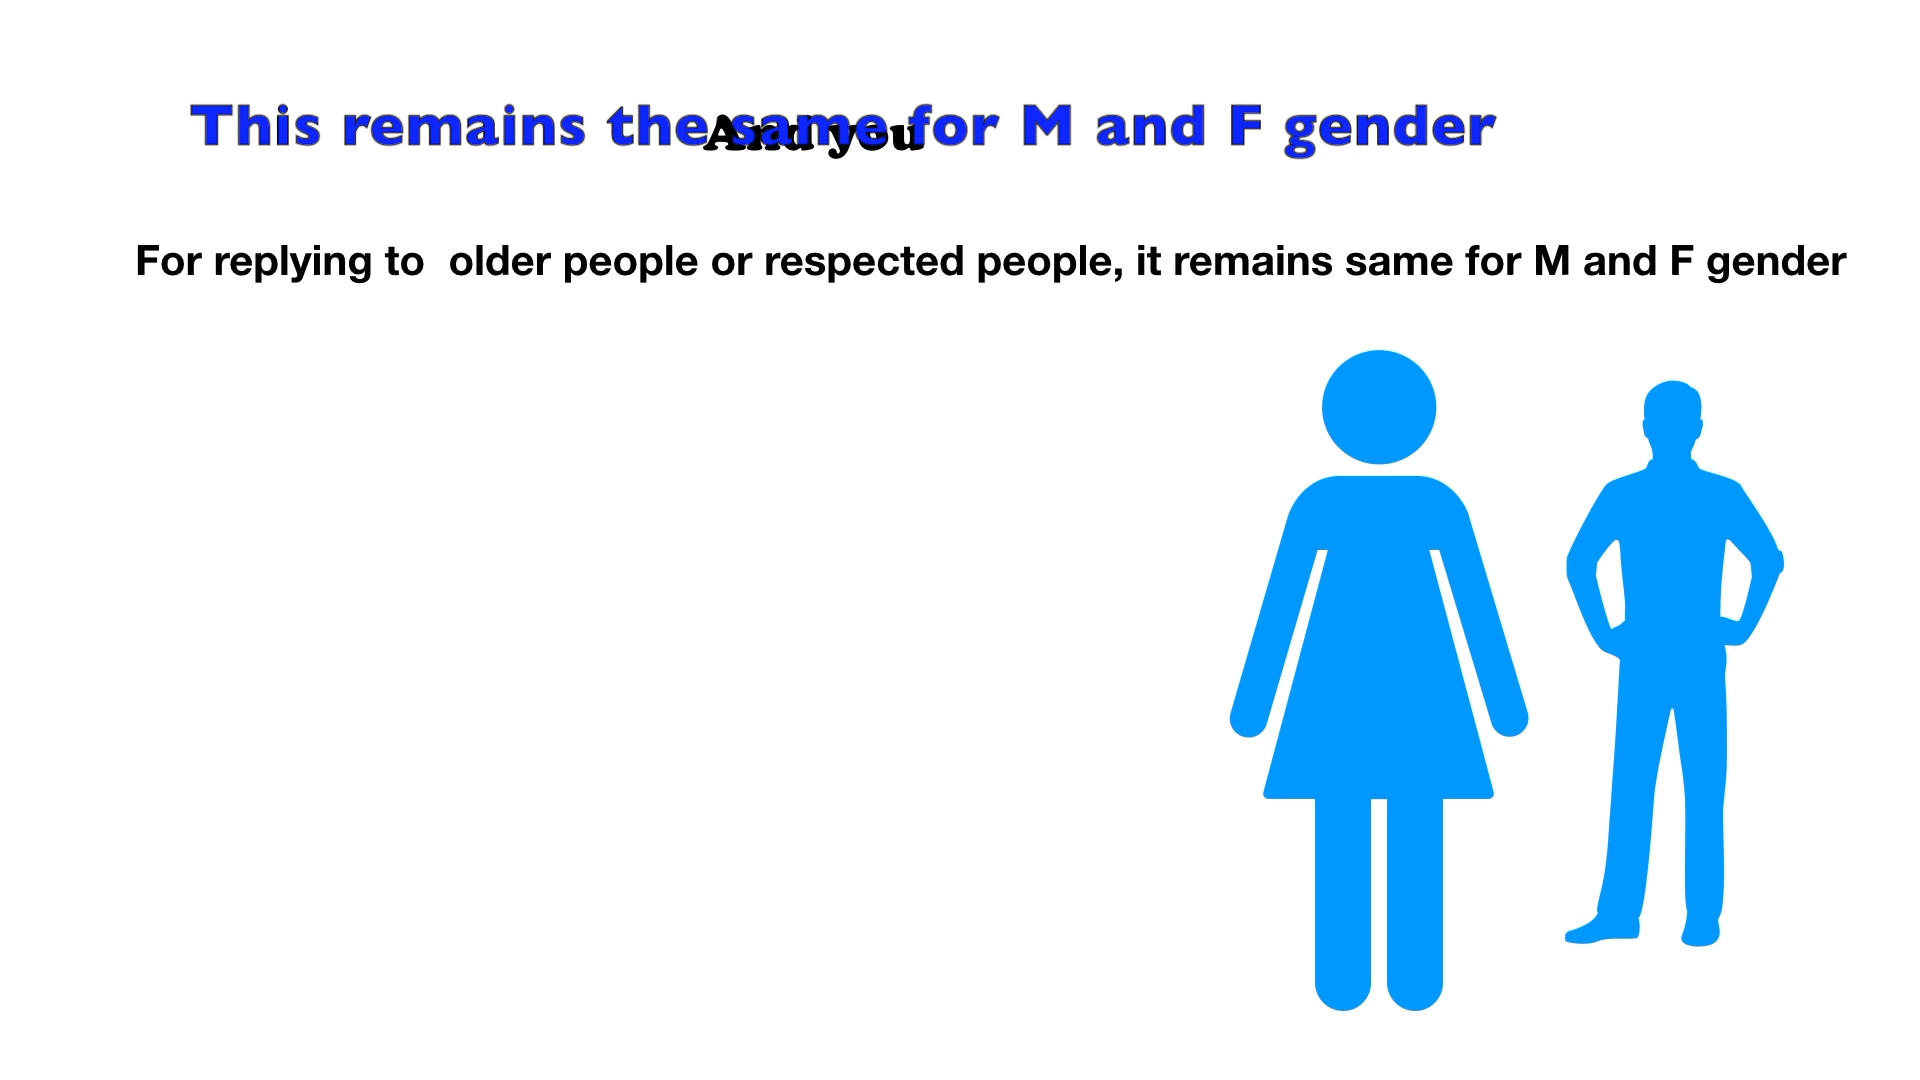 This remains the same for M and F gender
And you
For replying to  older people or respected people, it remains same for M and F gender